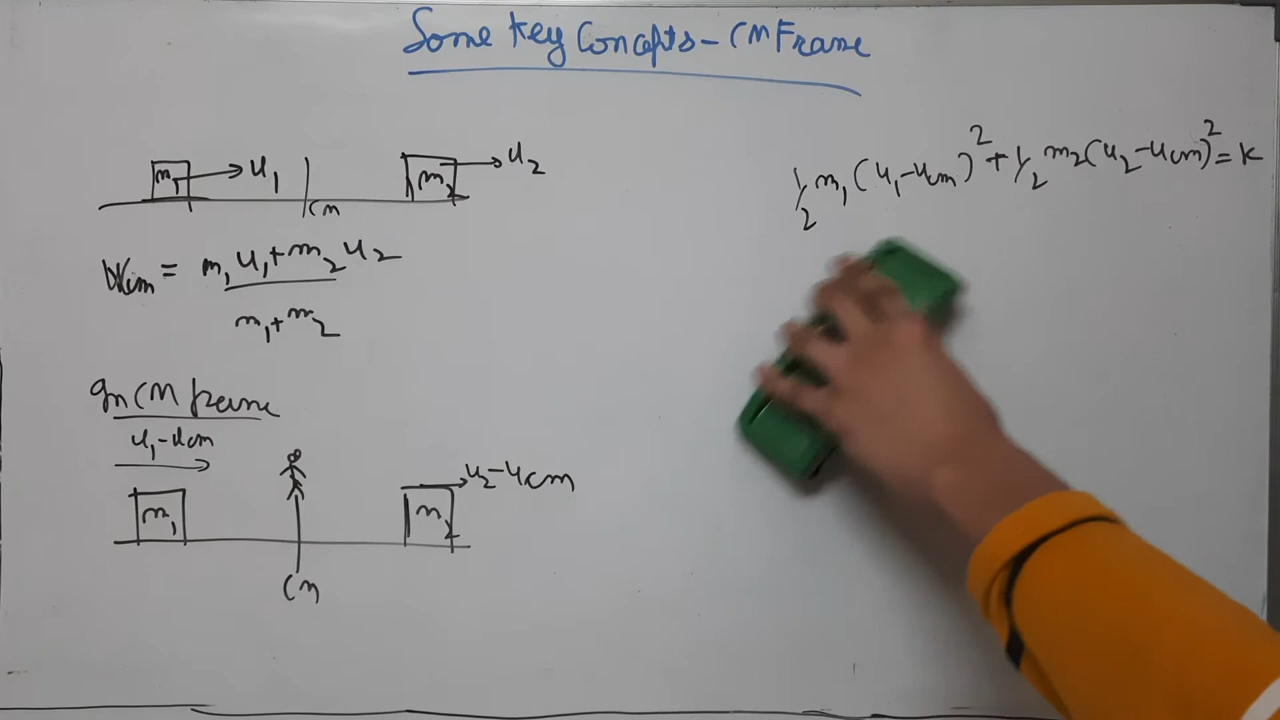 Some Key Concepts - CM Frame
m₁ → u₁
cm
m₂ → u₂
= m₁u₁ + m₂u₂
m₁ + m₂
½ m₁ (u₁ - ucm)² + ½ m₂ (u₂ - ucm)² = K
In CM frame
u₁ - ucm
u₂ - ucm
m₁
m₂
CM